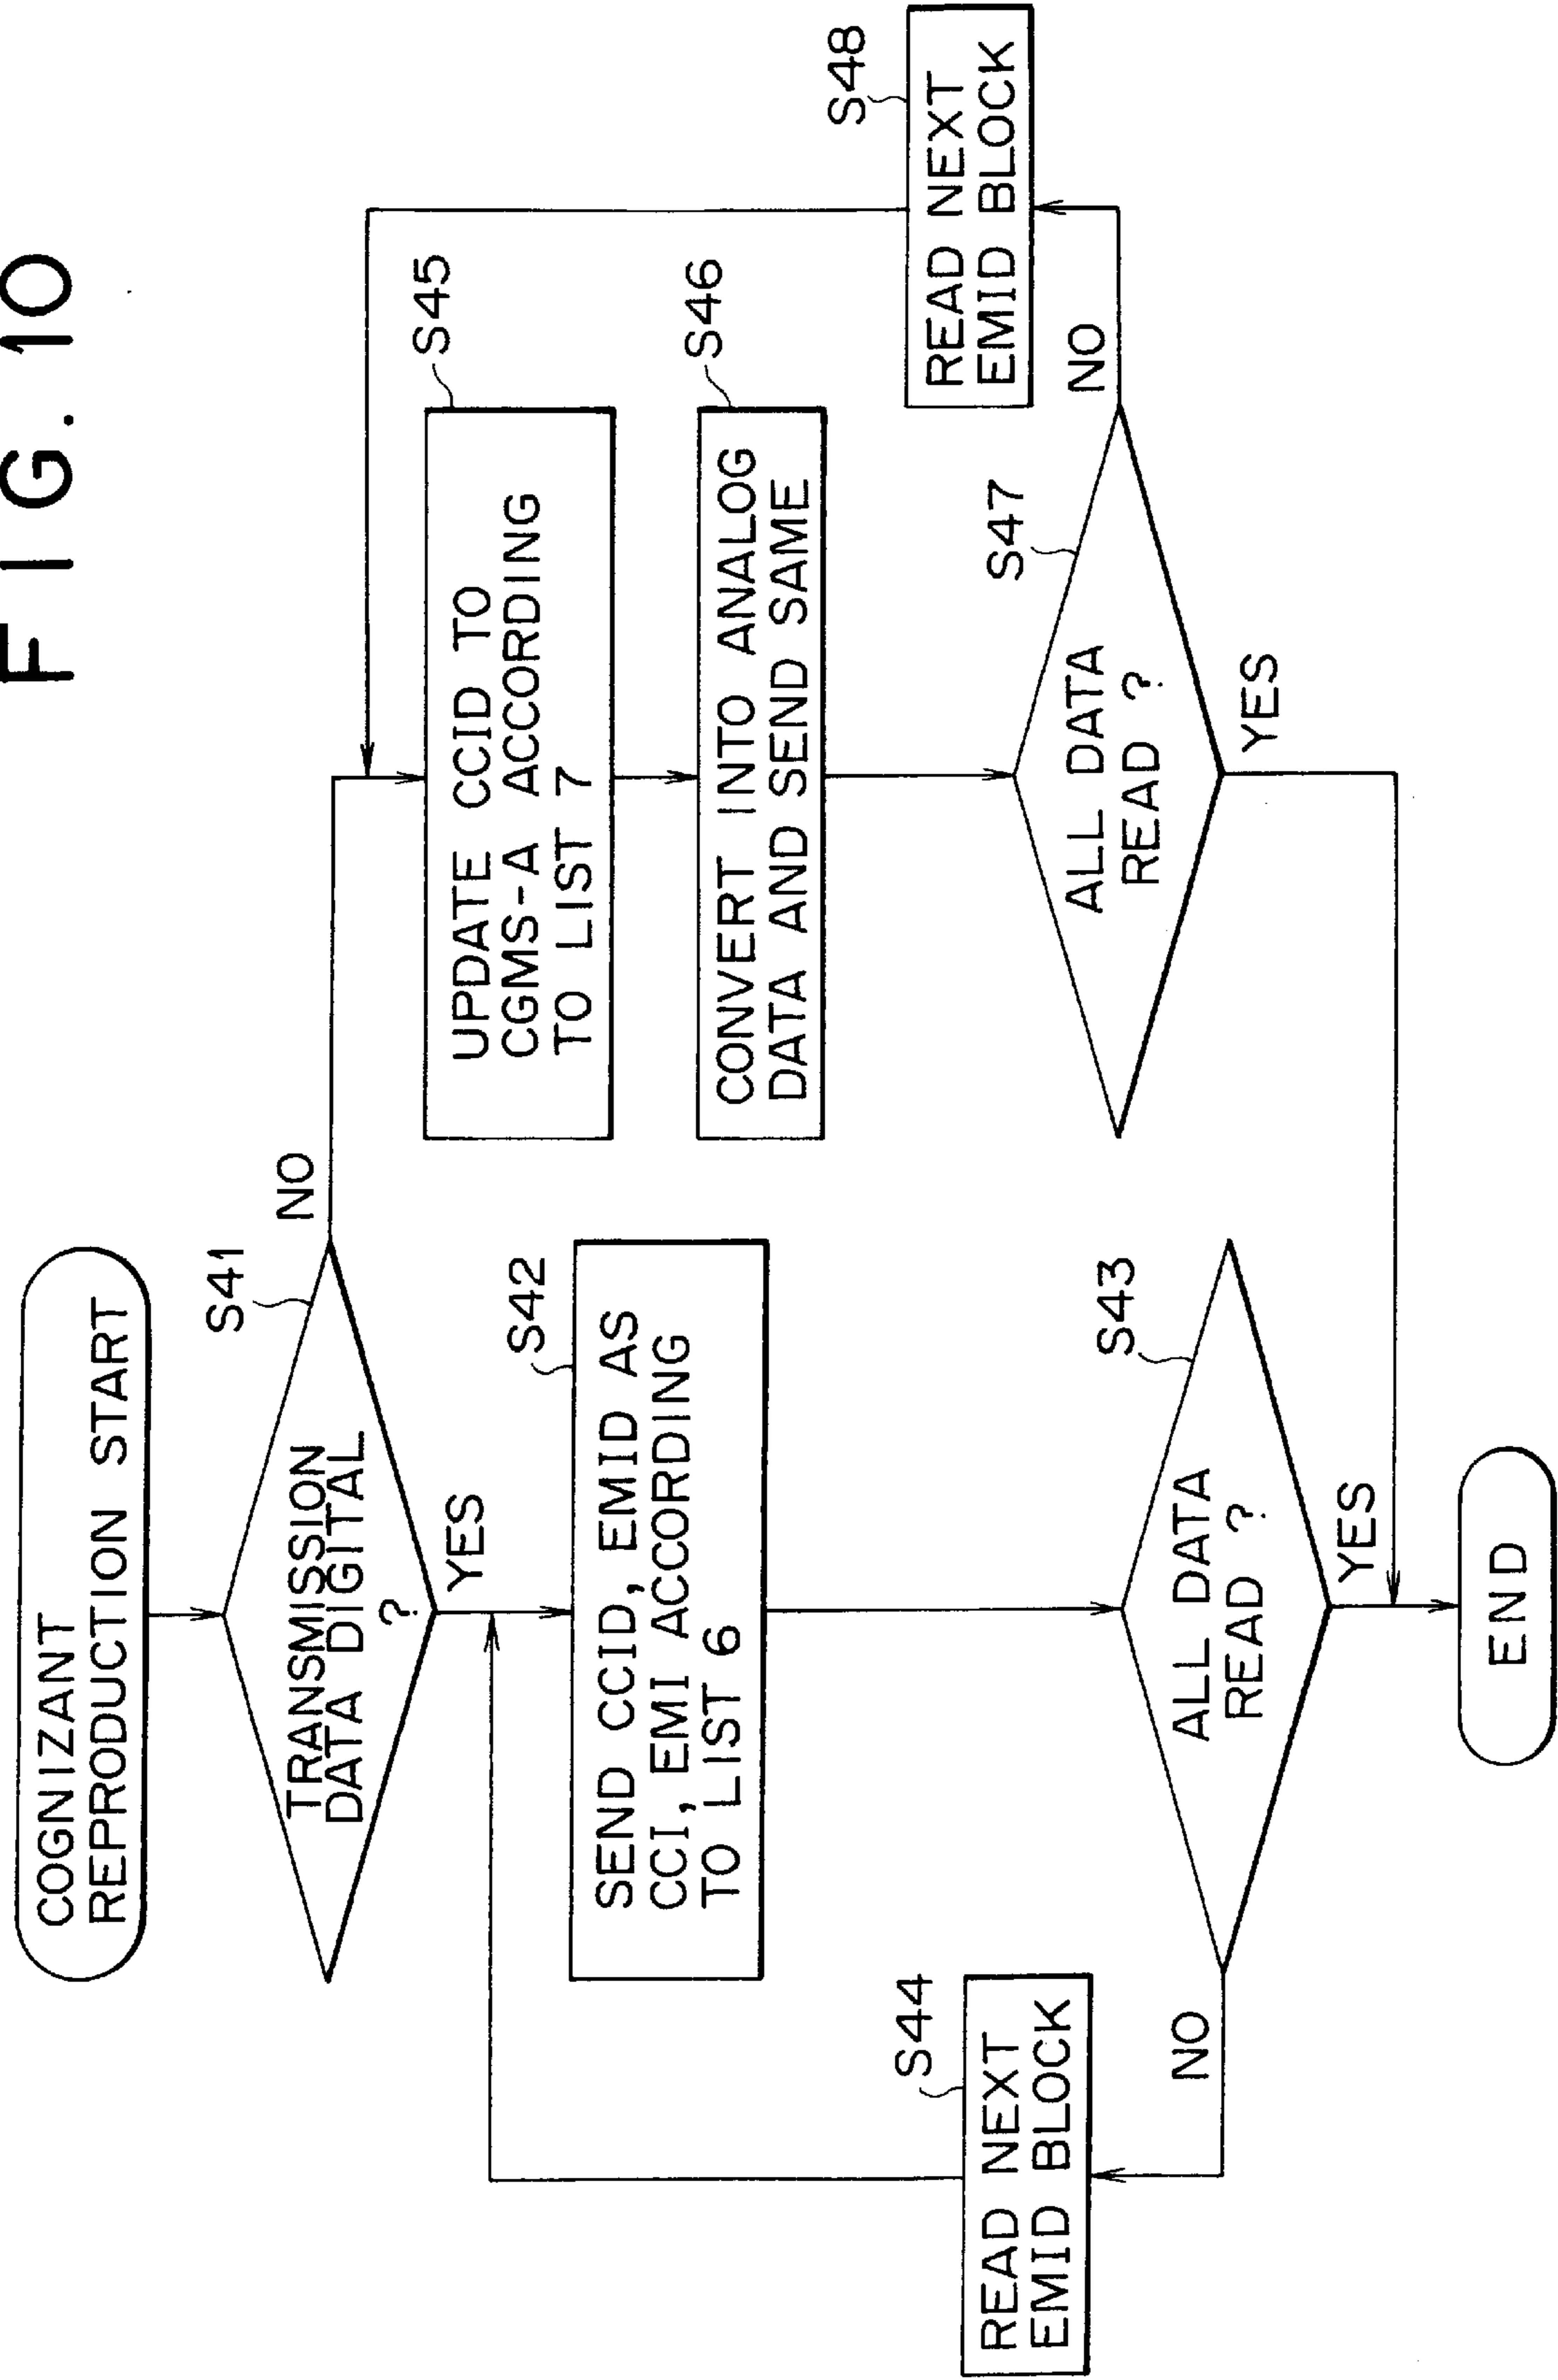 FIG. 10
COGNIZANT
REPRODUCTION START
S41
TRANSMISSION
DATA DIGITAL
?
NO
YES
S42
SEND CCID, EMID AS
CCI, EMI ACCORDING
TO LIST 6
S43
ALL DATA
READ ?
NO
YES
S44
READ NEXT
EMID BLOCK
S45
UPDATE CCID TO
CGMS-A ACCORDING
TO LIST 7
S46
CONVERT INTO ANALOG
DATA AND SEND SAME
S47
ALL DATA
READ ?
NO
YES
S48
READ NEXT
EMID BLOCK
END